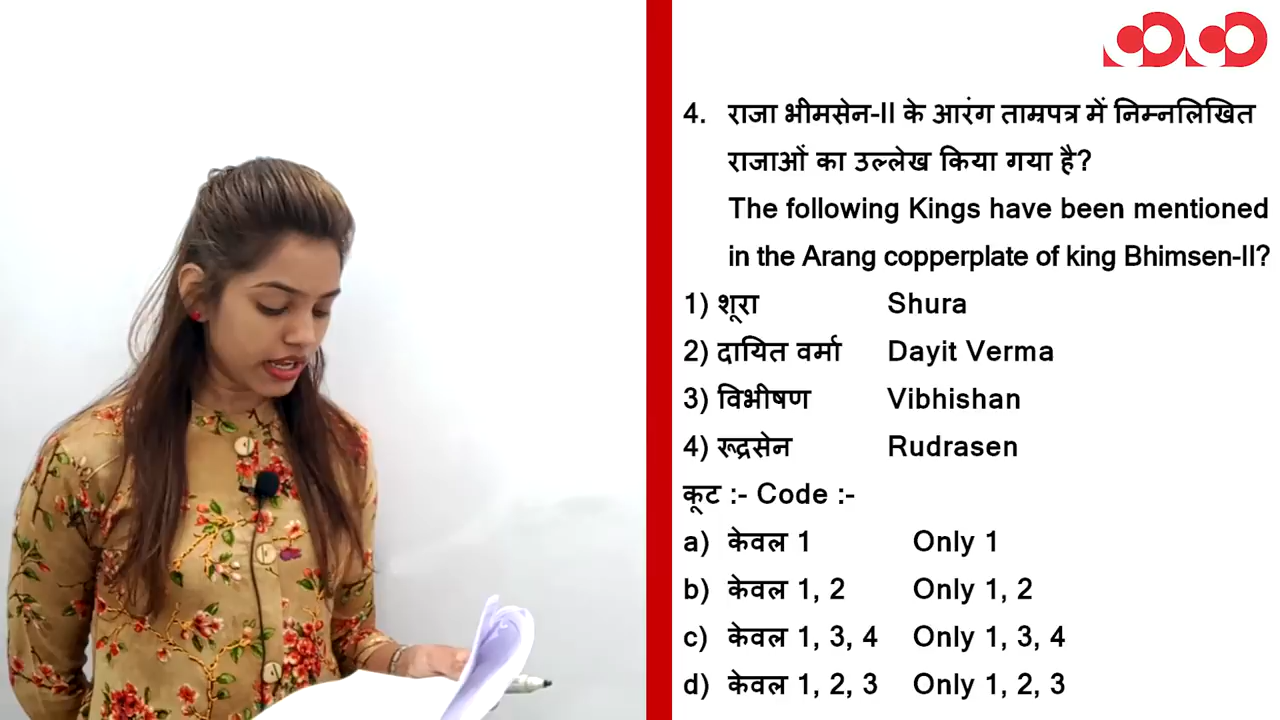 4. राजा भीमसेन-II के आरंग ताम्रपत्र में निम्नलिखित
राजाओं का उल्लेख किया गया है?
The following Kings have been mentioned
in the Arang copperplate of king Bhimsen-II?
1) शूरा Shura
2) दायित वर्मा Dayit Verma
3) विभीषण Vibhishan
4) रूद्रसेन Rudrasen
कूट :- Code :-
a) केवल 1 Only 1
b) केवल 1, 2 Only 1, 2
c) केवल 1, 3, 4 Only 1, 3, 4
d) केवल 1, 2, 3 Only 1, 2, 3